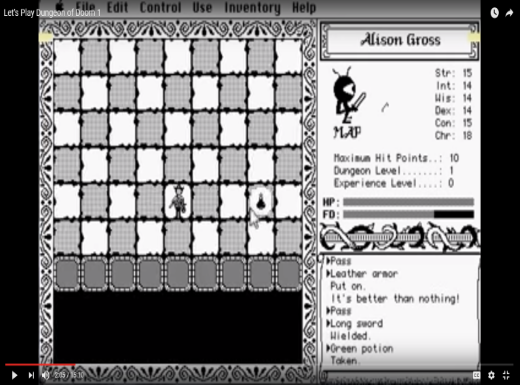 Let's Play Dungeon of Doom 1
File Edit Control Use Inventory Help
Alison Gross
Str: 15
Int: 14
Wis: 14
Dex: 14
Con: 15
Chr: 18
MAP
Maximum Hit Points..: 10
Dungeon Level.......: 1
Experience Level....: 0
HP:
FD:
Pass
Leather armor
Put on.
It's better than nothing!
Pass
Long sword
Wielded.
Green potion
Taken.